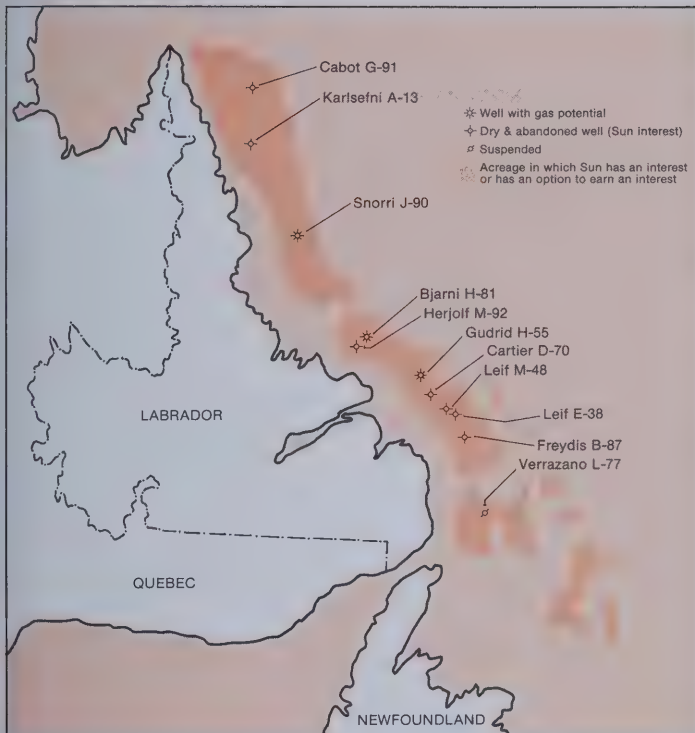 Cabot G-91
Karlsefni A-13
Well with gas potential
Dry & abandoned well (Sun interest)
Suspended
Acreage in which Sun has an interest
or has an option to earn an interest
Snorri J-90
Bjarni H-81
Herjolf M-92
Gudrid H-55
Cartier D-70
Leif M-48
Leif E-38
LABRADOR
Freydis B-87
Verrazano L-77
QUEBEC
NEWFOUNDLAND